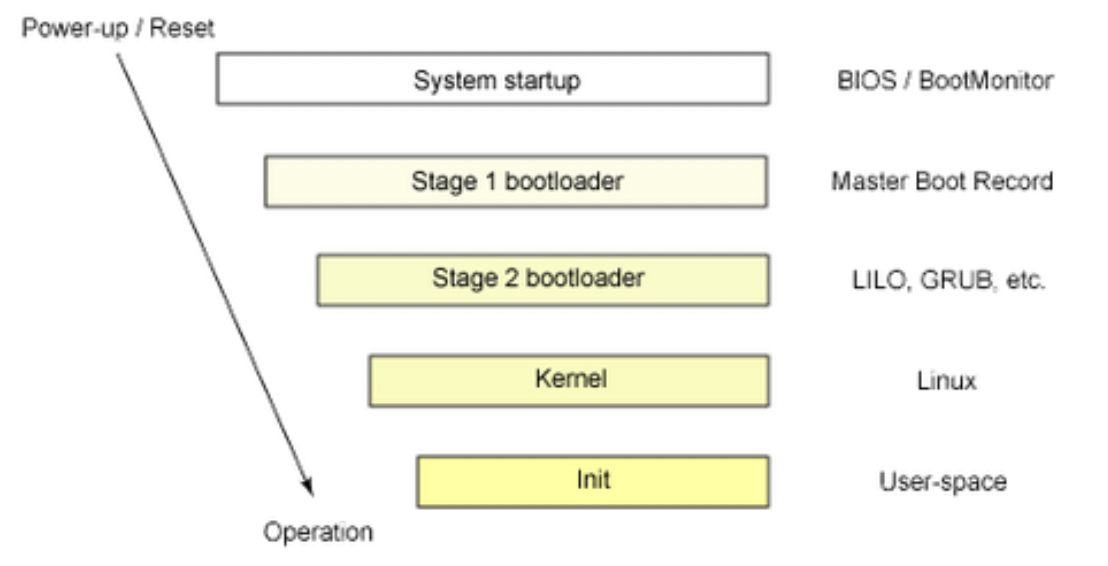 Power-up / Reset
System startup
BIOS / BootMonitor
Stage 1 bootloader
Master Boot Record
Stage 2 bootloader
LILO, GRUB, etc.
Kernel
Linux
Init
User-space
Operation